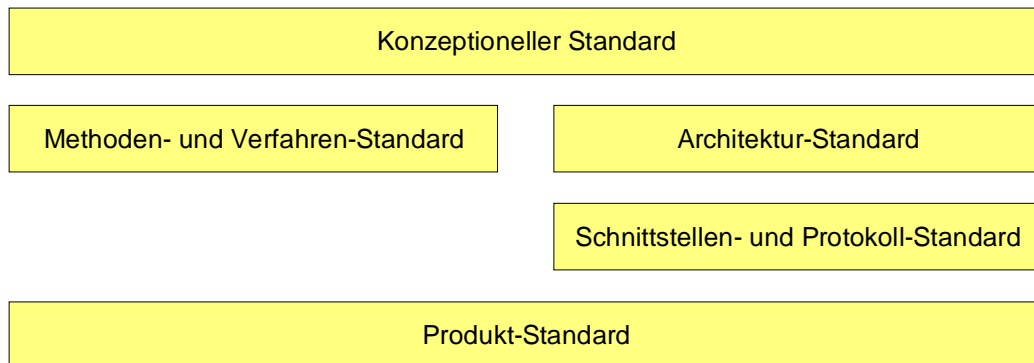 Konzeptioneller Standard
Methoden- und Verfahren-Standard
Architektur-Standard
Schnittstellen- und Protokoll-Standard
Produkt-Standard